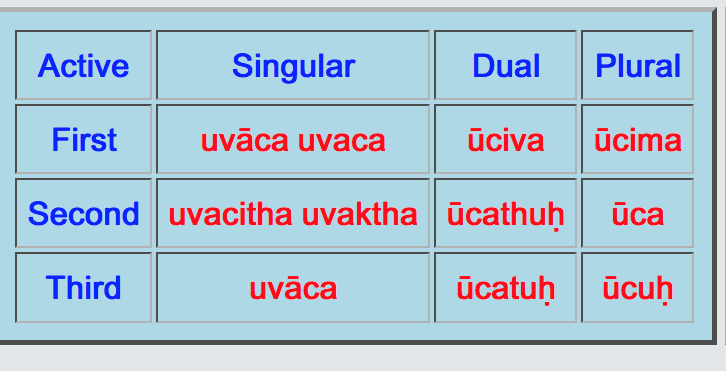 Active Singular Dual Plural
First uvāca uvaca ūciva ūcima
Second uvacitha uvaktha ūcathuḥ ūca
Third uvāca ūcatuḥ ūcuḥ